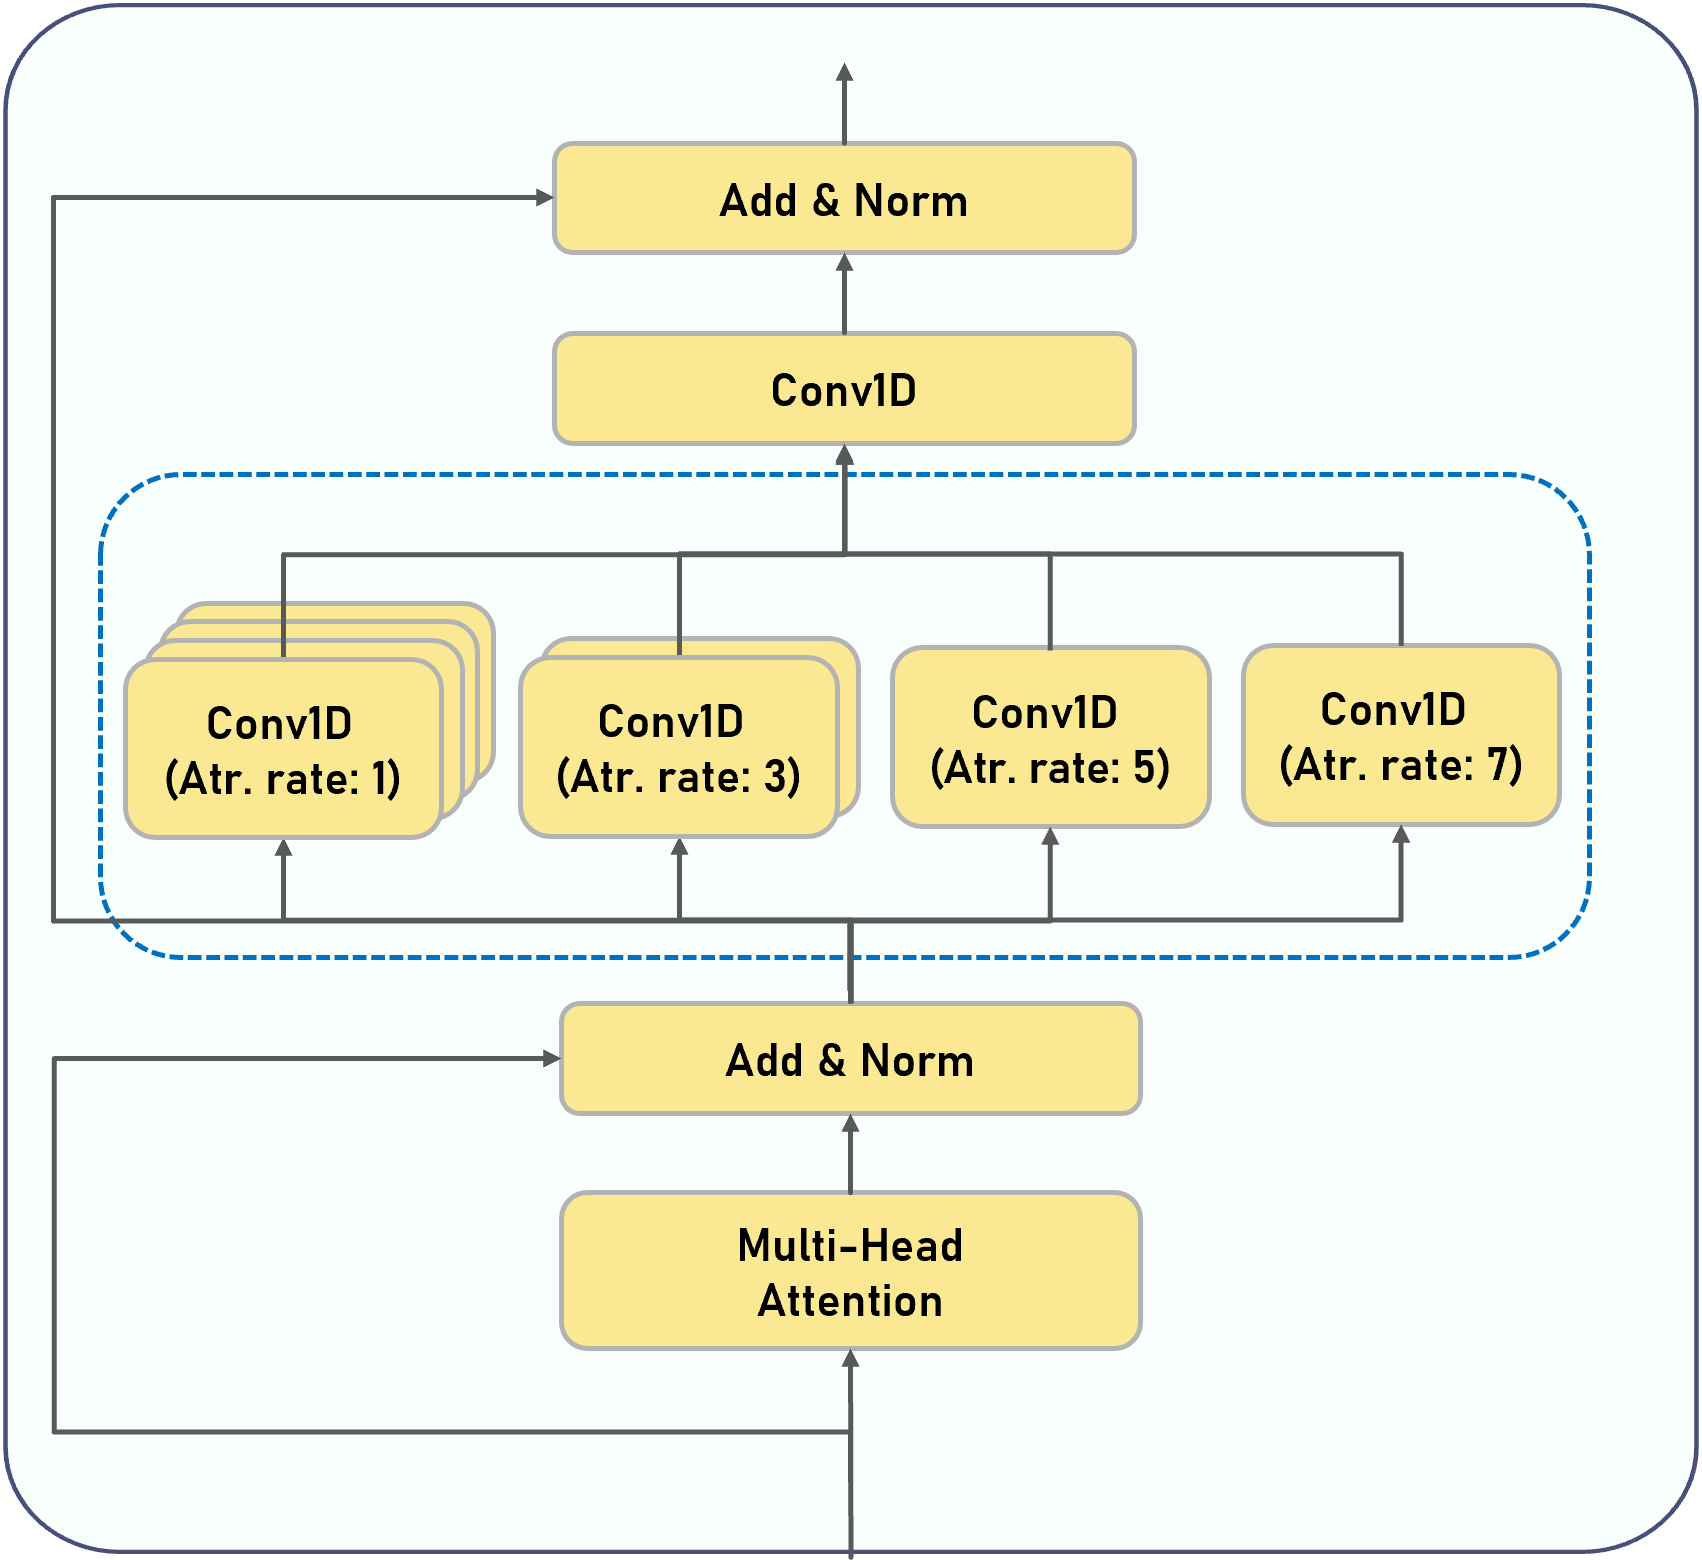 Add & Norm
Conv1D
Conv1D
(Atr. rate: 1)
Conv1D
(Atr. rate: 3)
Conv1D
(Atr. rate: 5)
Conv1D
(Atr. rate: 7)
Add & Norm
Multi-Head
Attention